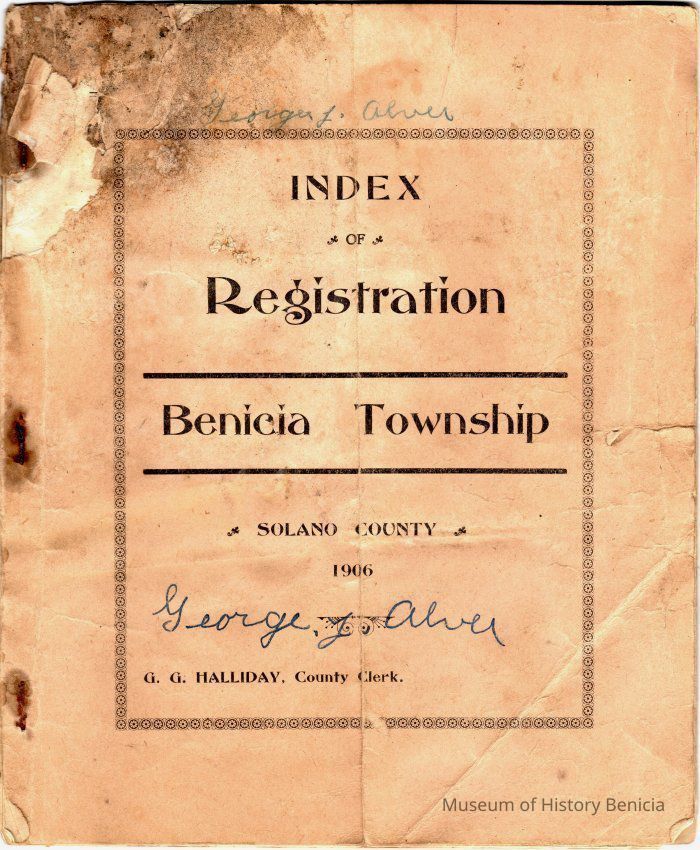 George J. Alver
INDEX
OF
Registration
Benicia Township
SOLANO COUNTY
1906
George J Alver
G. G. HALLIDAY, County Clerk.
Museum of History Benicia